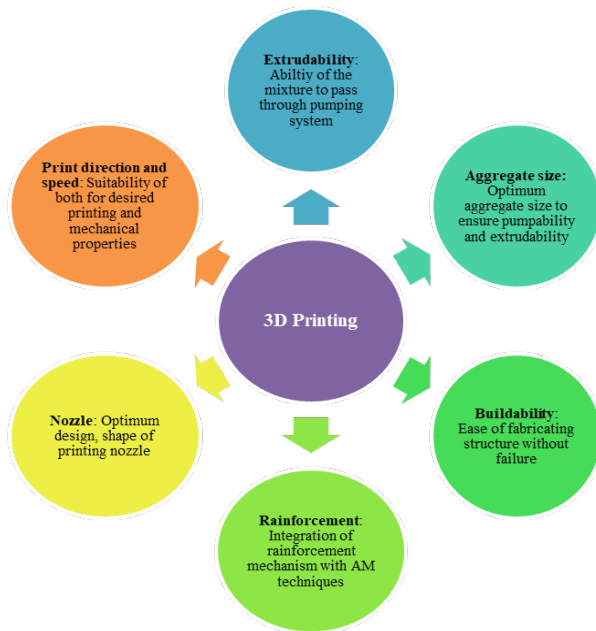 Extrudability:
Abiltiy of the
mixture to pass
through pumping
system
Print direction and
speed: Suitability of
both for desired
printing and
mechanical
properties
Aggregate size:
Optimum
aggregate size to
ensure pumpability
and extrudability
3D Printing
Nozzle: Optimum
design, shape of
printing nozzle
Buildability:
Ease of fabricating
structure without
failure
Rainforcement:
Integration of
rainforcement
mechanism with AM
techniques